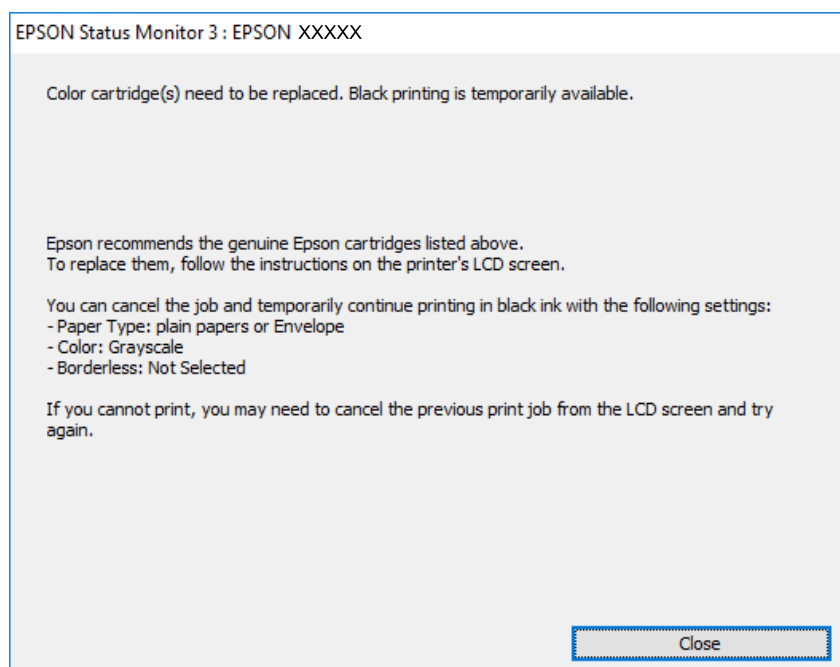 EPSON Status Monitor 3 : EPSON XXXXX
Color cartridge(s) need to be replaced. Black printing is temporarily available.
Epson recommends the genuine Epson cartridges listed above.
To replace them, follow the instructions on the printer's LCD screen.
You can cancel the job and temporarily continue printing in black ink with the following settings:
- Paper Type: plain papers or Envelope
- Color: Grayscale
- Borderless: Not Selected
If you cannot print, you may need to cancel the previous print job from the LCD screen and try
again.
Close